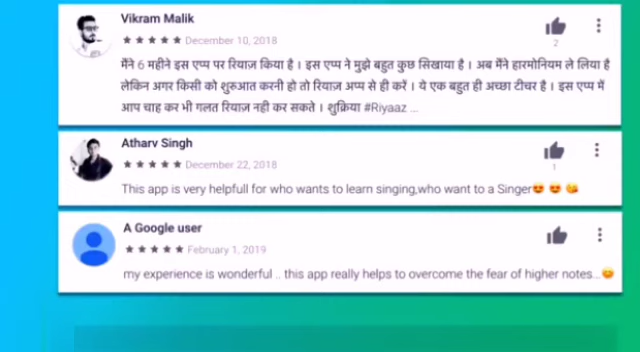 Vikram Malik
★★★★★ December 10, 2018
2
मैंने 6 महीने इस एप्प पर रियाज़ किया है । इस एप्प ने मुझे बहुत कुछ सिखाया है । अब मैंने हारमोनियम ले लिया है
लेकिन अगर किसी को शुरुआत करनी हो तो रियाज़ अप्प से ही करें । ये एक बहुत ही अच्छा टीचर है । इस एप्प में
आप चाह कर भी गलत रियाज़ नही कर सकते । शुक्रिया #Riyaaz ...
Atharv Singh
★★★★★ December 22, 2018
1
This app is very helpfull for who wants to learn singing,who want to a Singer😍 😍 😘
A Google user
★★★★★ February 1, 2019
my experience is wonderful .. this app really helps to overcome the fear of higher notes...😊